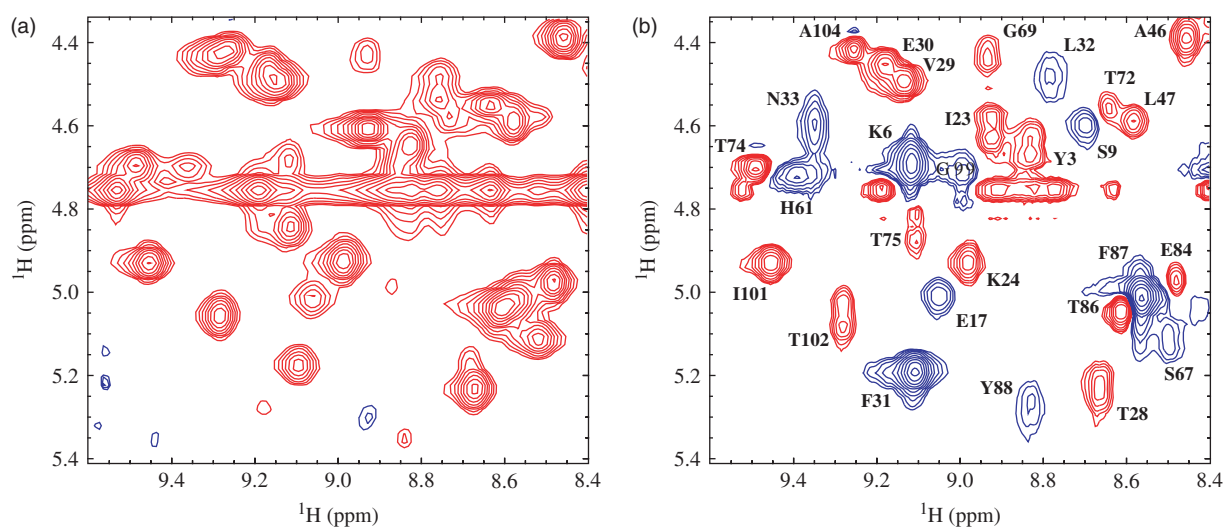 (a)
4.4
4.6
4.8
5.0
5.2
5.4
¹H (ppm)
9.4
9.2
9.0
8.8
8.6
8.4
¹H (ppm)
(b)
4.4
4.6
4.8
5.0
5.2
5.4
¹H (ppm)
A104
E30
V29
G69
L32
A46
T72
L47
N33
I23
K6
S9
T74
G99
Y3
H61
T75
F87
E84
I101
K24
T86
E17
T102
S67
F31
Y88
T28
9.4
9.2
9.0
8.8
8.6
8.4
¹H (ppm)